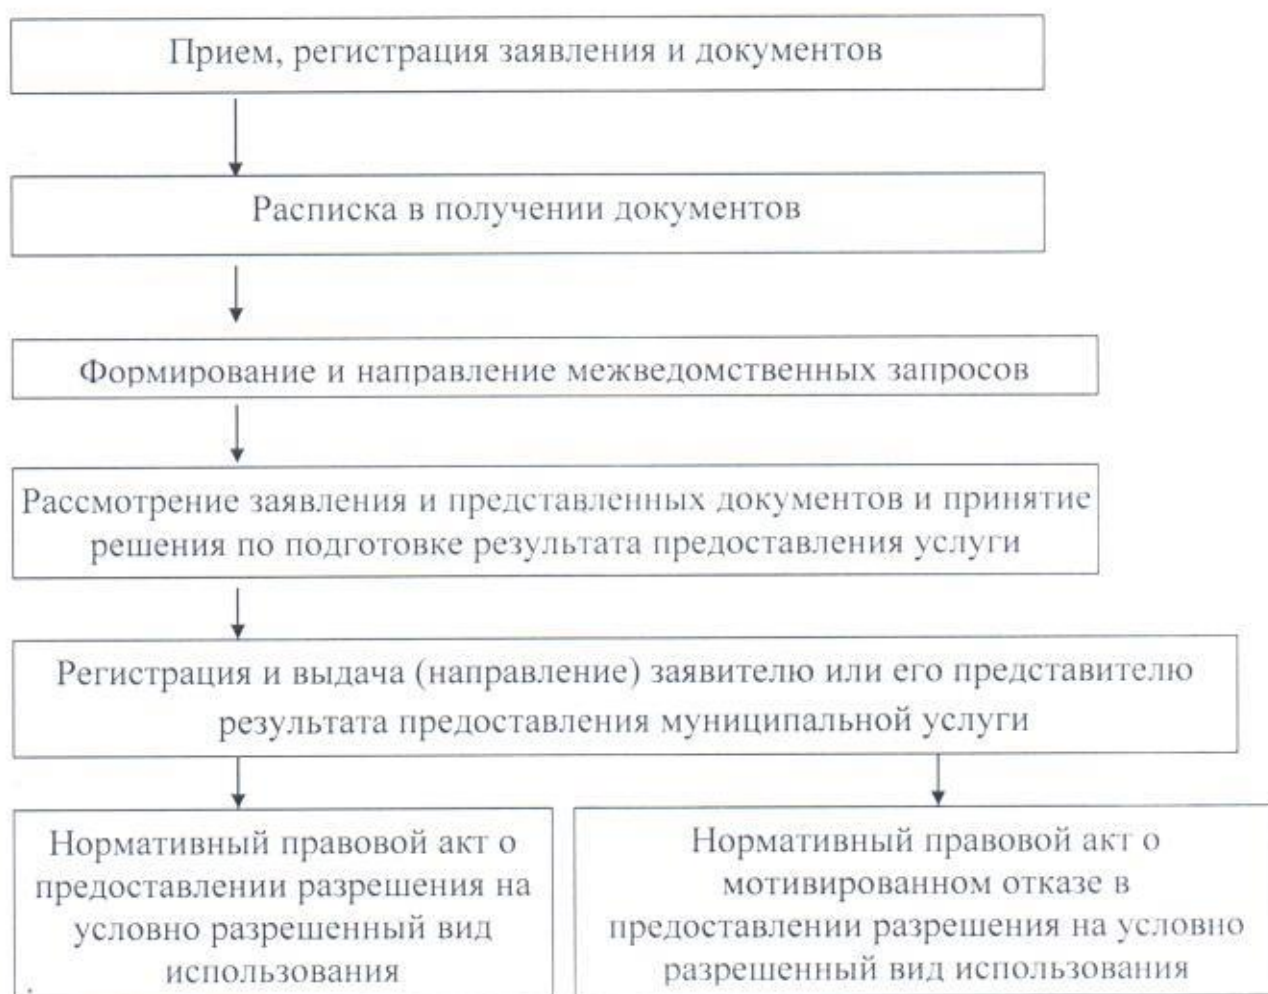 Прием, регистрация заявления и документов
Расписка в получении документов
Формирование и направление межведомственных запросов
Рассмотрение заявления и представленных документов и принятие
решения по подготовке результата предоставления услуги
Регистрация и выдача (направление) заявителю или его представителю
результата предоставления муниципальной услуги
Нормативный правовой акт о
предоставлении разрешения на
условно разрешенный вид
использования
Нормативный правовой акт о
мотивированном отказе в
предоставлении разрешения на условно
разрешенный вид использования